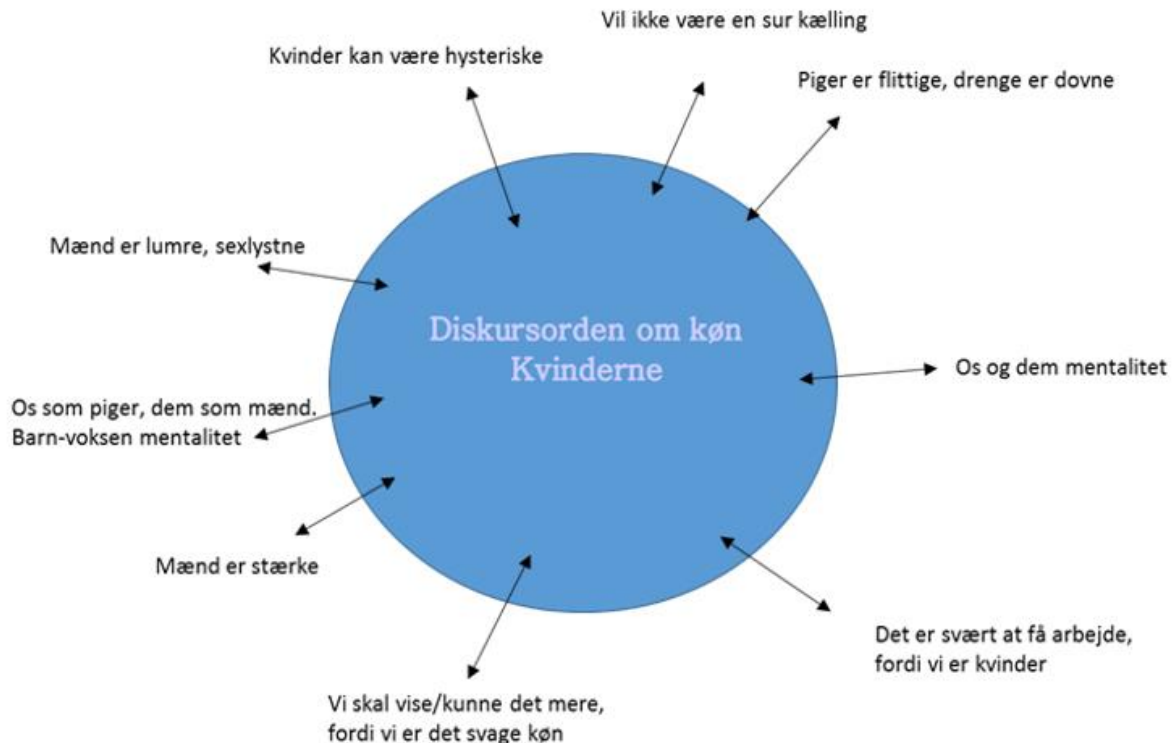 Vil ikke være en sur kælling
Kvinder kan være hysteriske
Piger er flittige, drenge er dovne
Mænd er lumre, sexlystne
Diskursorden om køn
Kvinderne
Os og dem mentalitet
Os som piger, dem som mænd.
Barn-voksen mentalitet
Mænd er stærke
Det er svært at få arbejde,
fordi vi er kvinder
Vi skal vise/kunne det mere,
fordi vi er det svage køn